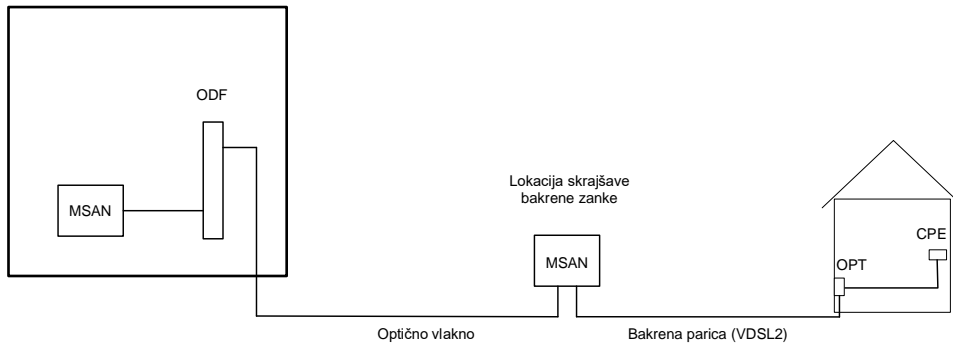 ODF
MSAN
Lokacija skrajšave
bakrene zanke
MSAN
CPE
OPT
Optično vlakno
Bakrena parica (VDSL2)